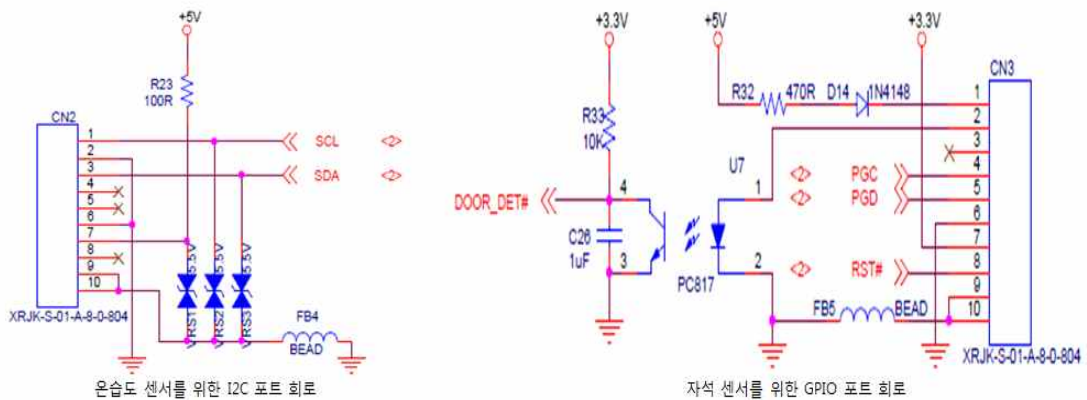 +5V
R23
100R
CN2
1
2
3
4
5
6
7
8
9
10
SCL <2>
SDA <2>
5.5V
5.5V
5.5V
VRS1
VRS2
VRS3
FB4
BEAD
XRJK-S-01-A-8-0-804
온습도 센서를 위한 I2C 포트 회로
+3.3V
+5V
+3.3V
CN3
R32 470R D14 1N4148
R33
10K
U7
DOOR_DET#
4
3
1
2
C26
1uF
PC817
<2> PGC
<2> PGD
<2> RST#
FB5 BEAD
1
2
3
4
5
6
7
8
9
10
XRJK-S-01-A-8-0-804
자석 센서를 위한 GPIO 포트 회로